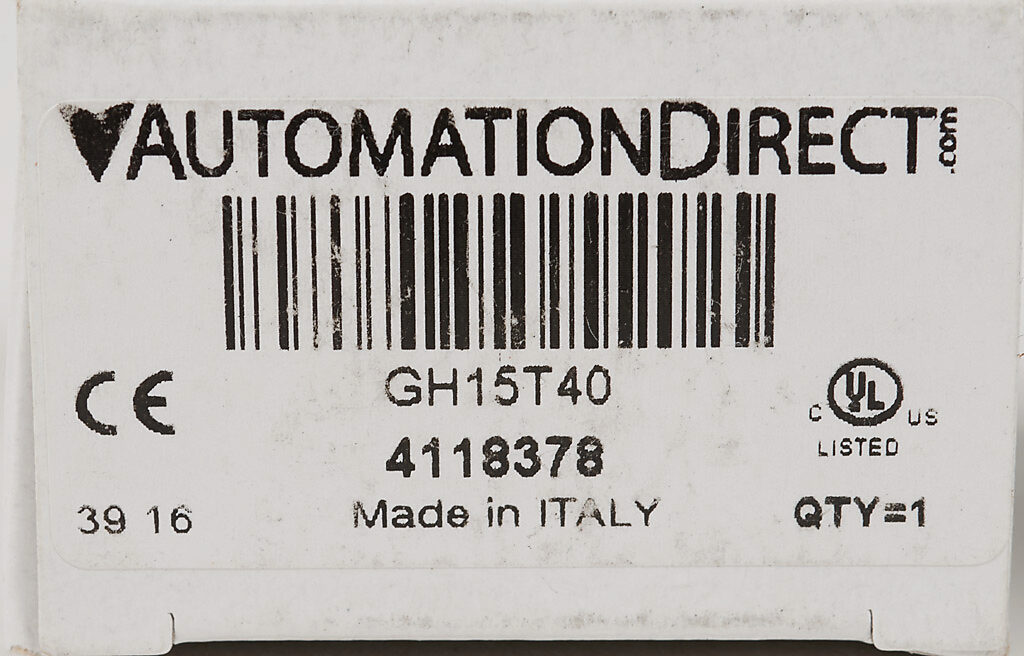 AUTOMATIONDIRECT.com
CE
GH15T40
C UL US
LISTED
4118378
39 16
Made in ITALY
QTY=1